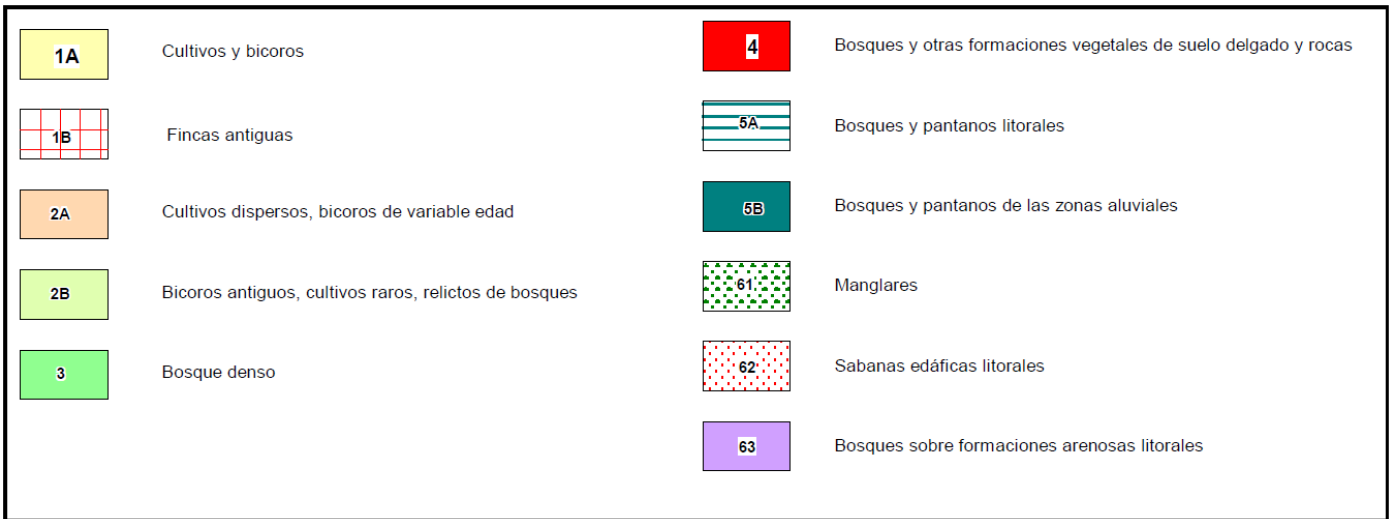 1A Cultivos y bicoros
1B Fincas antiguas
2A Cultivos dispersos, bicoros de variable edad
2B Bicoros antiguos, cultivos raros, relictos de bosques
3 Bosque denso
4 Bosques y otras formaciones vegetales de suelo delgado y rocas
5A Bosques y pantanos litorales
5B Bosques y pantanos de las zonas aluviales
61 Manglares
62 Sabanas edáficas litorales
63 Bosques sobre formaciones arenosas litorales